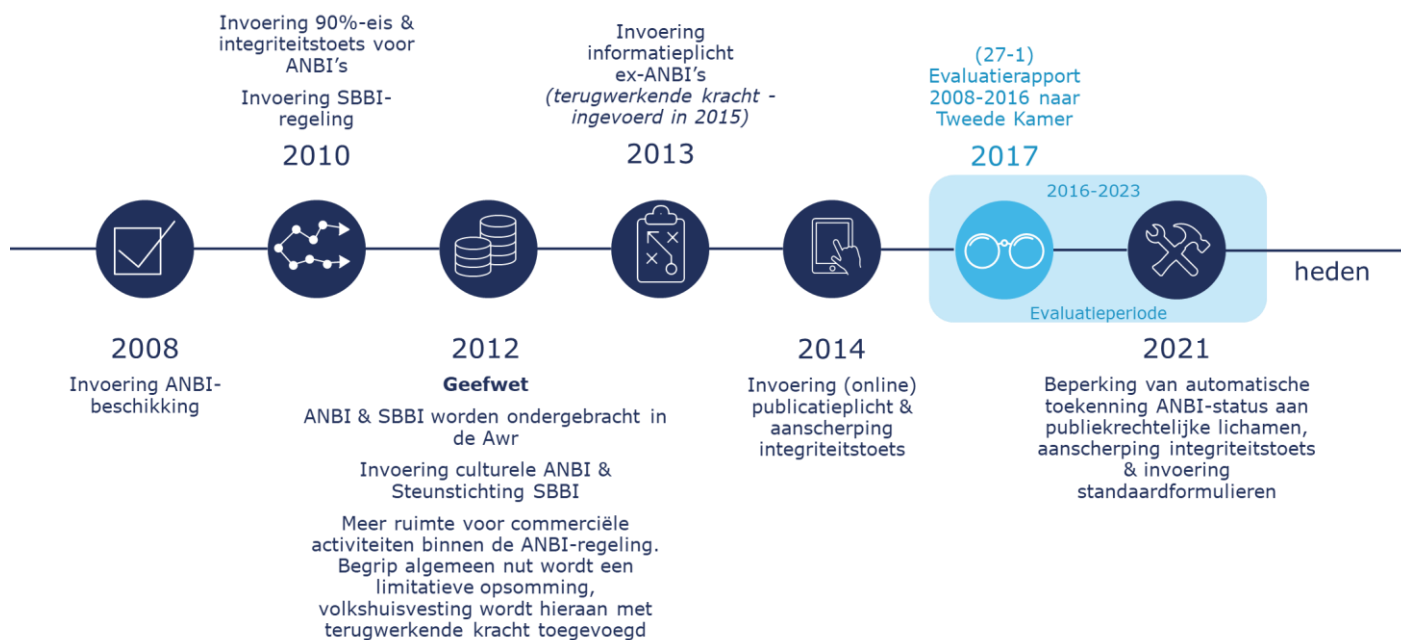 Invoering 90%-eis &
integriteitstoets voor
ANBI's
Invoering SBBI-
regeling
2010
Invoering
informatieplicht
ex-ANBI's
(terugwerkende kracht -
ingevoerd in 2015)
2013
(27-1)
Evaluatierapport
2008-2016 naar
Tweede Kamer
2017
2016-2023
Evaluatieperiode
heden
2008
Invoering ANBI-
beschikking
2012
Geefwet
ANBI & SBBI worden ondergebracht in
de Awr
Invoering culturele ANBI &
Steunstichting SBBI
Meer ruimte voor commerciële
activiteiten binnen de ANBI-regeling.
Begrip algemeen nut wordt een
limitatieve opsomming,
volkshuisvesting wordt hieraan met
terugwerkende kracht toegevoegd
2014
Invoering (online)
publicatieplicht &
aanscherping
integriteitstoets
2021
Beperking van automatische
toekenning ANBI-status aan
publiekrechtelijke lichamen,
aanscherping integriteitstoets
& invoering
standaardformulieren